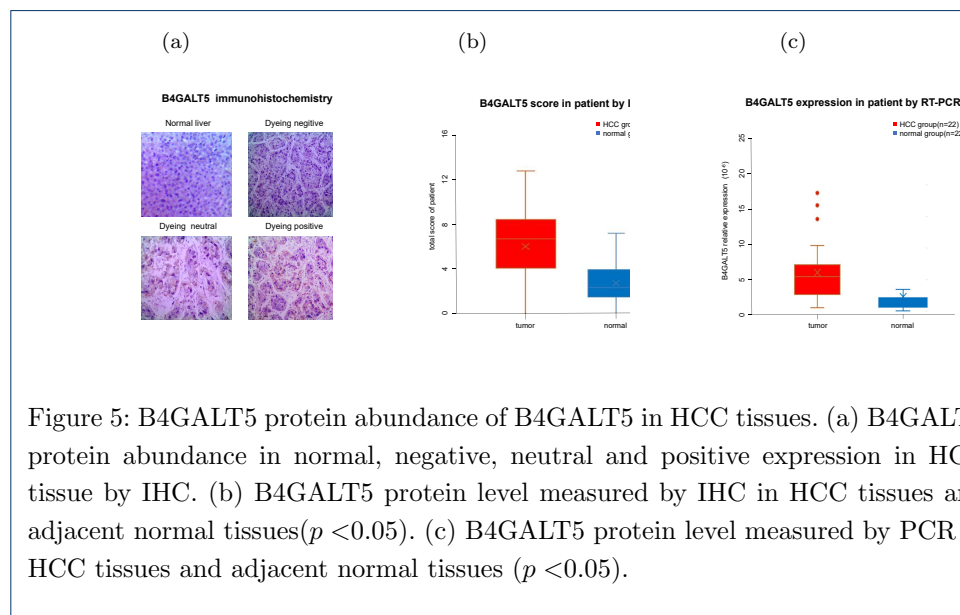 (a)
(b)
(c)
B4GALT5 immunohistochemistry
Normal liver
Dyeing negitive
Dyeing neutral
Dyeing positive
B4GALT5 score in patient by
HCC
normal
total score of patient
16
12
8
4
0
tumor
normal
B4GALT5 expression in patient by RT-PCR
HCC group(n=22)
normal group(n=22
B4GALT5 relative expression (10⁻⁶)
25
20
15
10
5
0
tumor
normal
Figure 5: B4GALT5 protein abundance of B4GALT5 in HCC tissues. (a) B4GALT
protein abundance in normal, negative, neutral and positive expression in HC
tissue by IHC. (b) B4GALT5 protein level measured by IHC in HCC tissues an
adjacent normal tissues(p <0.05). (c) B4GALT5 protein level measured by PCR
HCC tissues and adjacent normal tissues (p <0.05).